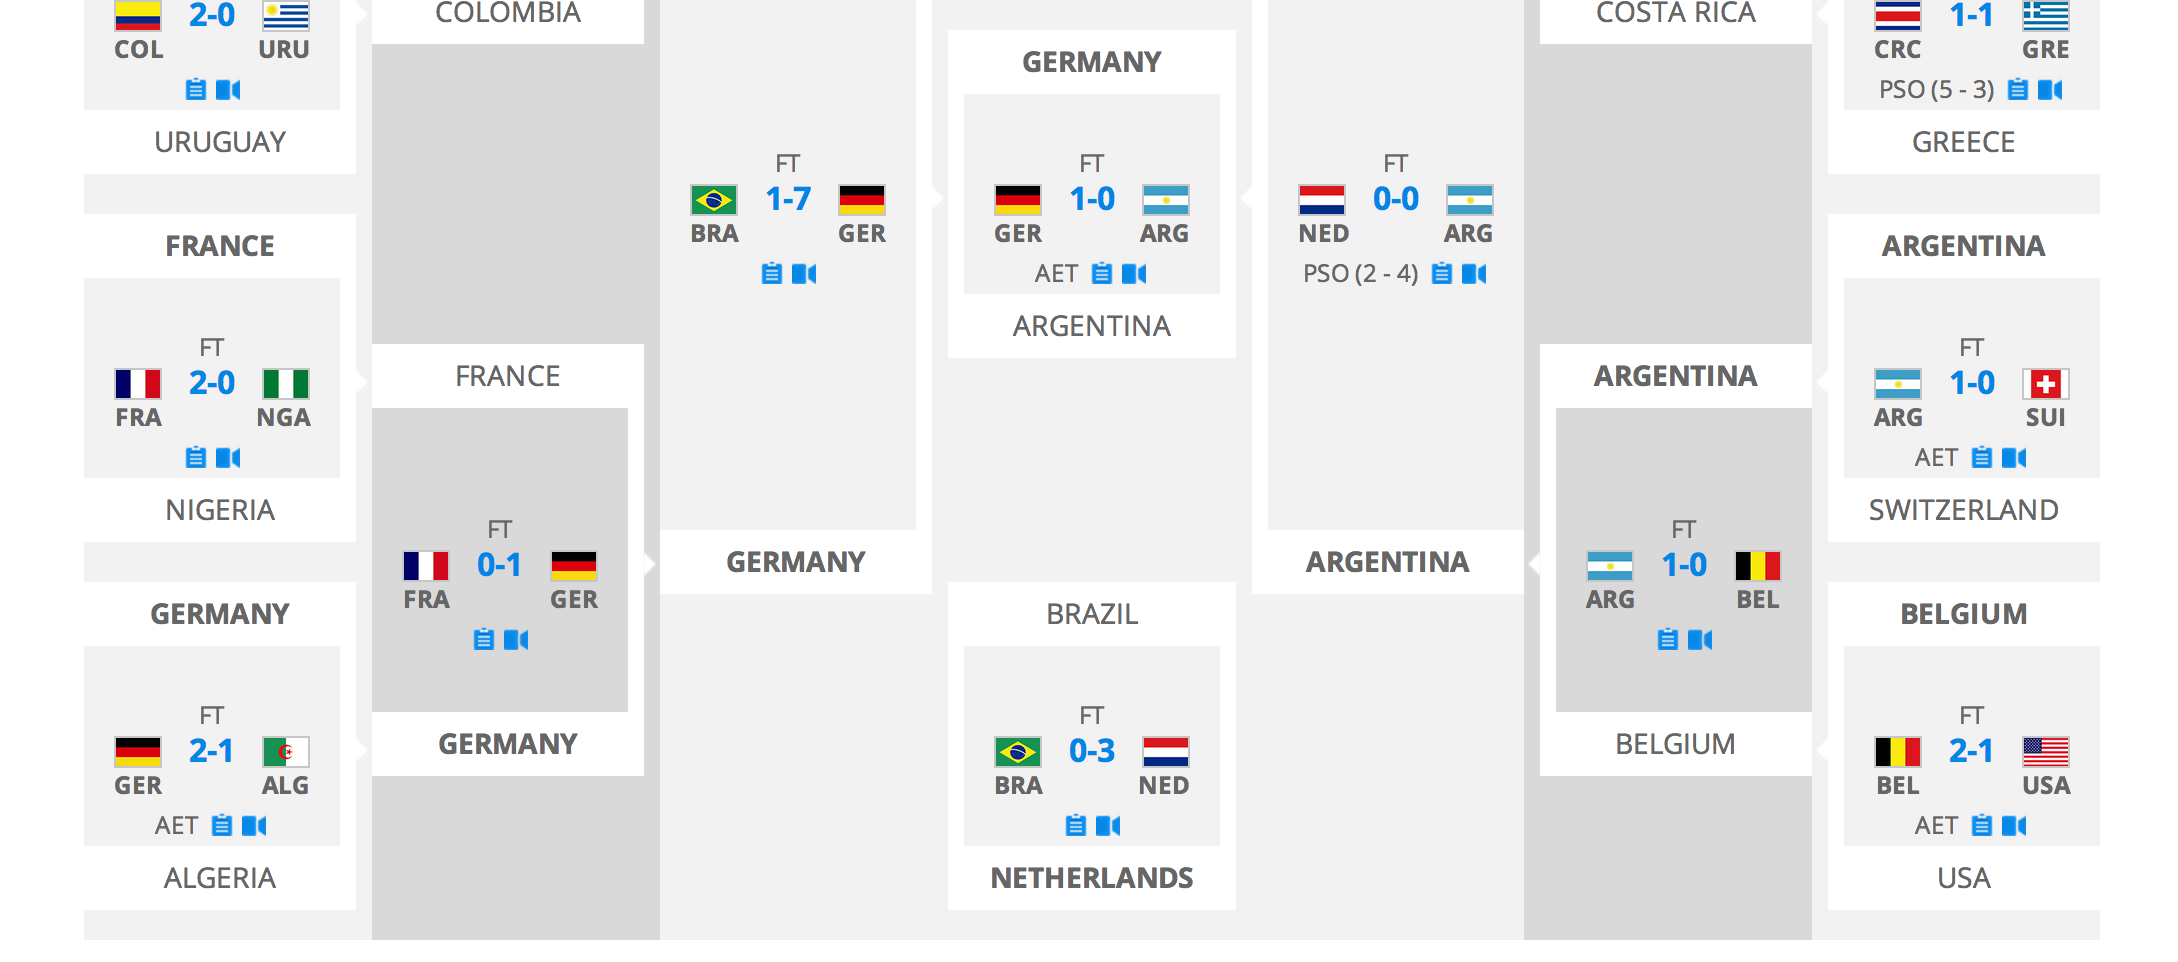 2-0
COL
URU
URUGUAY
FRANCE
FT
2-0
FRA
NGA
NIGERIA
GERMANY
FT
2-1
GER
ALG
AET
ALGERIA
COLOMBIA
FRANCE
FT
0-1
FRA
GER
GERMANY
FT
1-7
BRA
GER
GERMANY
GERMANY
FT
1-0
GER
ARG
AET
ARGENTINA
BRAZIL
FT
0-3
BRA
NED
NETHERLANDS
FT
0-0
NED
ARG
PSO (2 - 4)
ARGENTINA
COSTA RICA
ARGENTINA
FT
1-0
ARG
BEL
BELGIUM
1-1
CRC
GRE
PSO (5 - 3)
GREECE
ARGENTINA
FT
1-0
ARG
SUI
AET
SWITZERLAND
BELGIUM
FT
2-1
BEL
USA
AET
USA